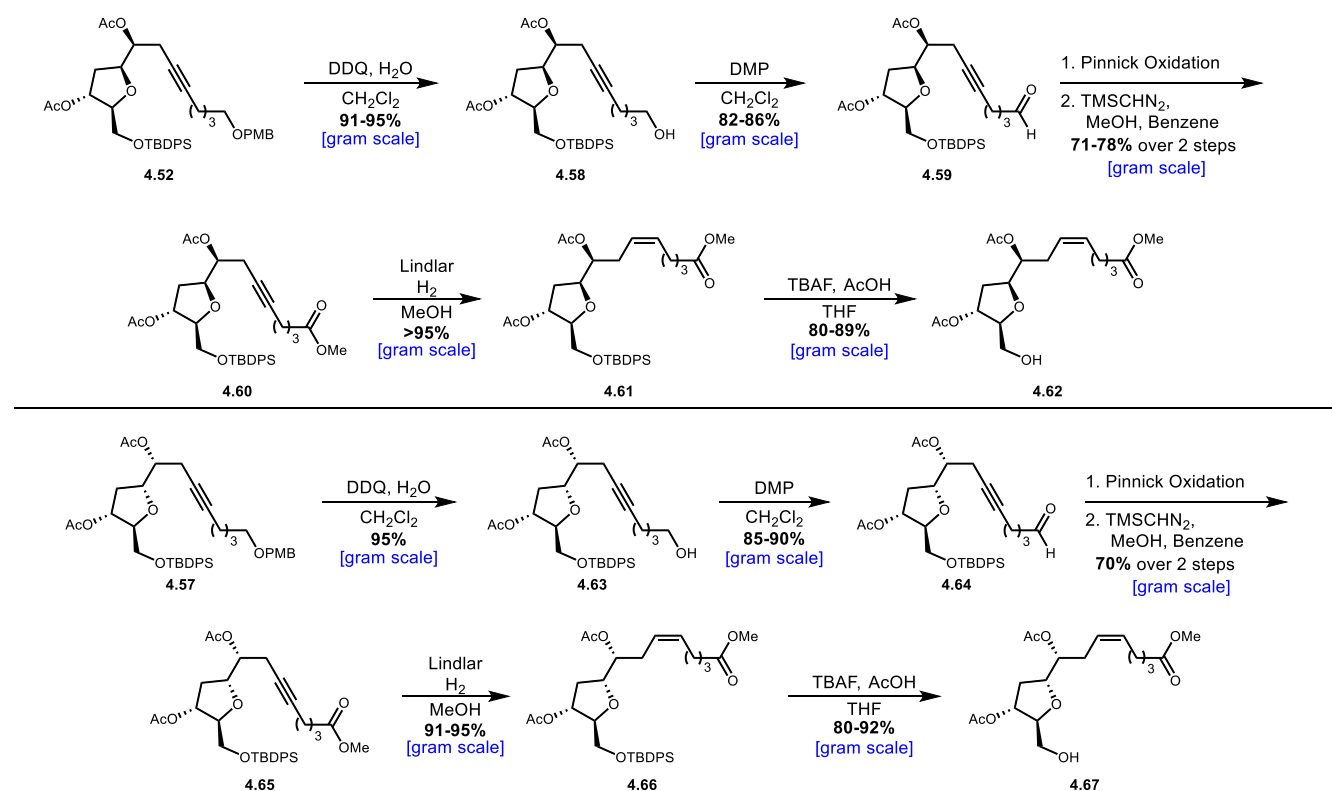 AcO
O
AcO
OTBDPS
( )3
OPMB
4.52
DDQ, H2O
CH2Cl2
91-95%
[gram scale]
AcO
O
AcO
OTBDPS
( )3
OH
4.58
DMP
CH2Cl2
82-86%
[gram scale]
AcO
O
AcO
OTBDPS
( )3
O
H
4.59
1. Pinnick Oxidation
2. TMSCHN2,
MeOH, Benzene
71-78% over 2 steps
[gram scale]
AcO
O
AcO
OTBDPS
( )3
O
OMe
4.60
Lindlar
H2
MeOH
>95%
[gram scale]
AcO
O
AcO
OTBDPS
( )3
OMe
O
4.61
TBAF, AcOH
THF
80-89%
[gram scale]
AcO
O
AcO
OH
( )3
OMe
O
4.62
AcO
O
AcO
OTBDPS
( )3
OPMB
4.57
DDQ, H2O
CH2Cl2
95%
[gram scale]
AcO
O
AcO
OTBDPS
( )3
OH
4.63
DMP
CH2Cl2
85-90%
[gram scale]
AcO
O
AcO
OTBDPS
( )3
O
H
4.64
1. Pinnick Oxidation
2. TMSCHN2,
MeOH, Benzene
70% over 2 steps
[gram scale]
AcO
O
AcO
OTBDPS
( )3
O
OMe
4.65
Lindlar
H2
MeOH
91-95%
[gram scale]
AcO
O
AcO
OTBDPS
( )3
OMe
O
4.66
TBAF, AcOH
THF
80-92%
[gram scale]
AcO
O
AcO
OH
( )3
OMe
O
4.67